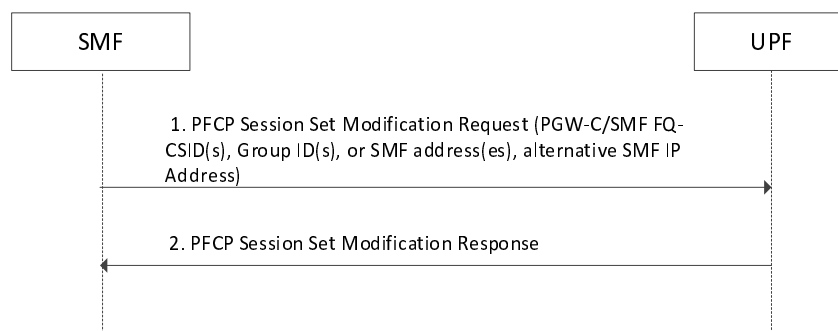 SMF
UPF
1. PFCP Session Set Modification Request (PGW-C/SMF FQ-
CSID(s), Group ID(s), or SMF address(es), alternative SMF IP
Address)
2. PFCP Session Set Modification Response